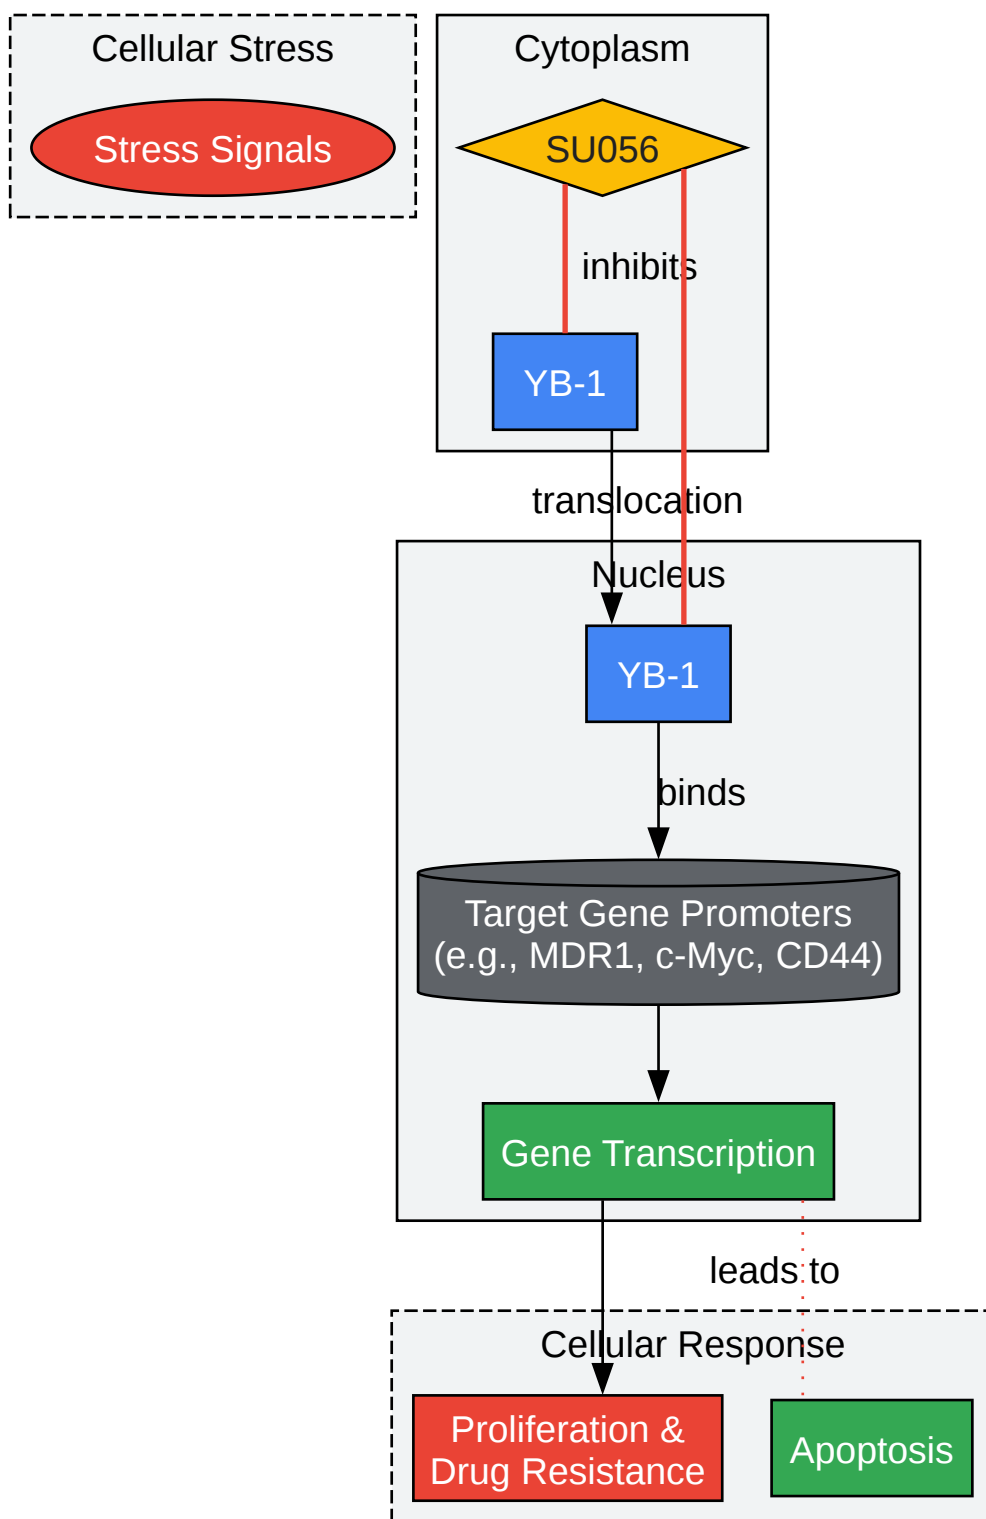 Cellular Stress
Stress Signals
Cytoplasm
SU056
inhibits
YB-1
translocation
Nucleus
YB-1
binds
Target Gene Promoters
(e.g., MDR1, c-Myc, CD44)
Gene Transcription
leads to
Cellular Response
Proliferation &
Drug Resistance
Apoptosis